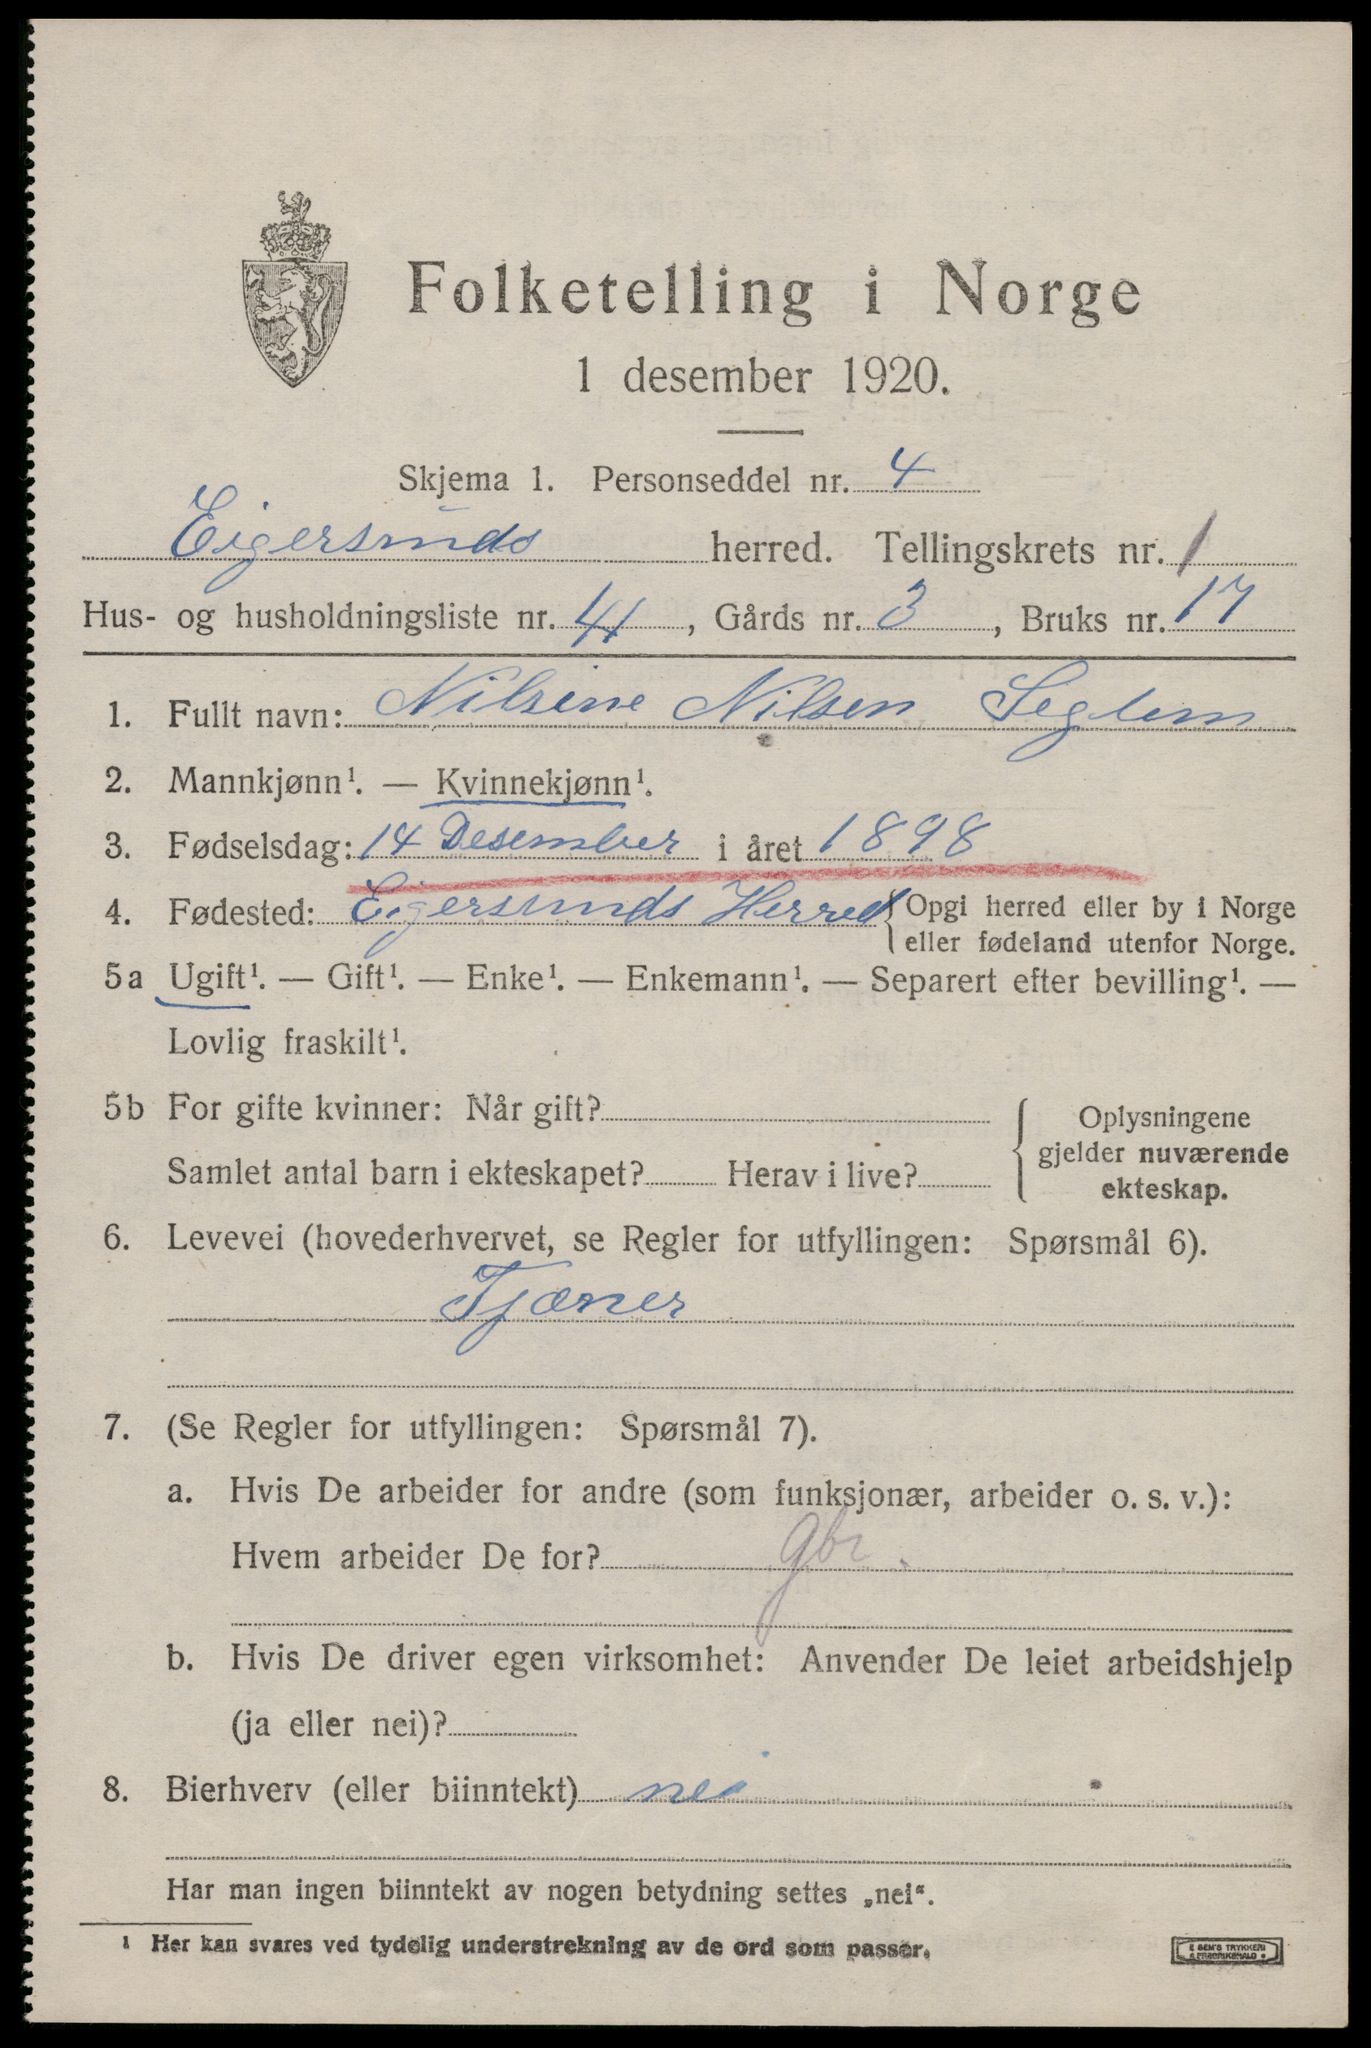 Folketelling i Norge
1 desember 1920.
Skjema 1. Personseddel nr. 4
Eigersunds herred. Tellingskrets nr. 1
Hus- og husholdningsliste nr. 41, Gårds nr. 3, Bruks nr. 17
1. Fullt navn: Nilsine Nilsen Seglem
2. Mannkjønn¹. — Kvinnekjønn¹.
3. Fødselsdag: 14 Desember i året 1898
4. Fødested: Eigersunds Herred { Opgi herred eller by i Norge
eller fødeland utenfor Norge.
5a Ugift¹. — Gift¹. — Enke¹. — Enkemann¹. — Separert efter bevilling¹. —
Lovlig fraskilt¹.
5b For gifte kvinner: Når gift?
Samlet antal barn i ekteskapet? Herav i live?
Oplysningene
gjelder nuværende
ekteskap.
6. Levevei (hovederhvervet, se Regler for utfyllingen: Spørsmål 6).
Tjæner
7. (Se Regler for utfyllingen: Spørsmål 7).
a. Hvis De arbeider for andre (som funksjonær, arbeider o. s. v.):
Hvem arbeider De for? gbr.
b. Hvis De driver egen virksomhet: Anvender De leiet arbeidshjelp
(ja eller nei)?
8. Bierhverv (eller biinntekt) nei
Har man ingen biinntekt av nogen betydning settes „nei“.
¹ Her kan svares ved tydelig understrekning av de ord som passer.
E SEM'S TRYKKERI
FREDRIKSHALD